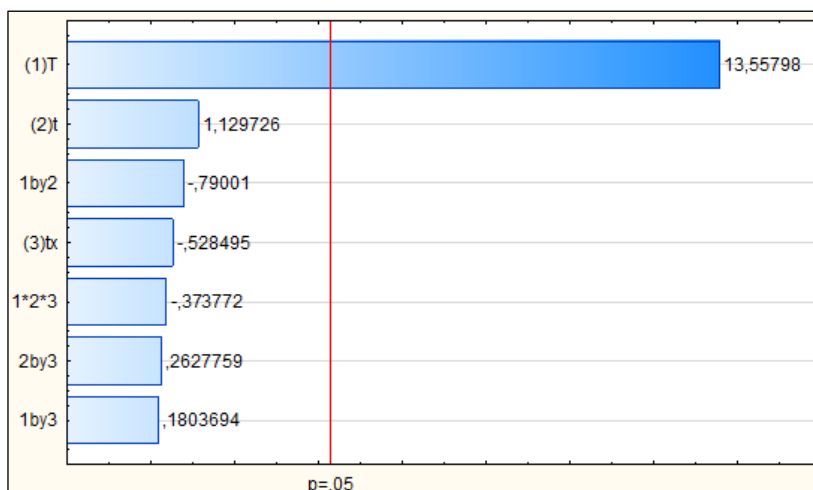 (1)T 13,55798
(2)t 1,129726
1by2 -,79001
(3)tx -,528495
1*2*3 -,373772
2by3 ,2627759
1by3 ,1803694
p=,05